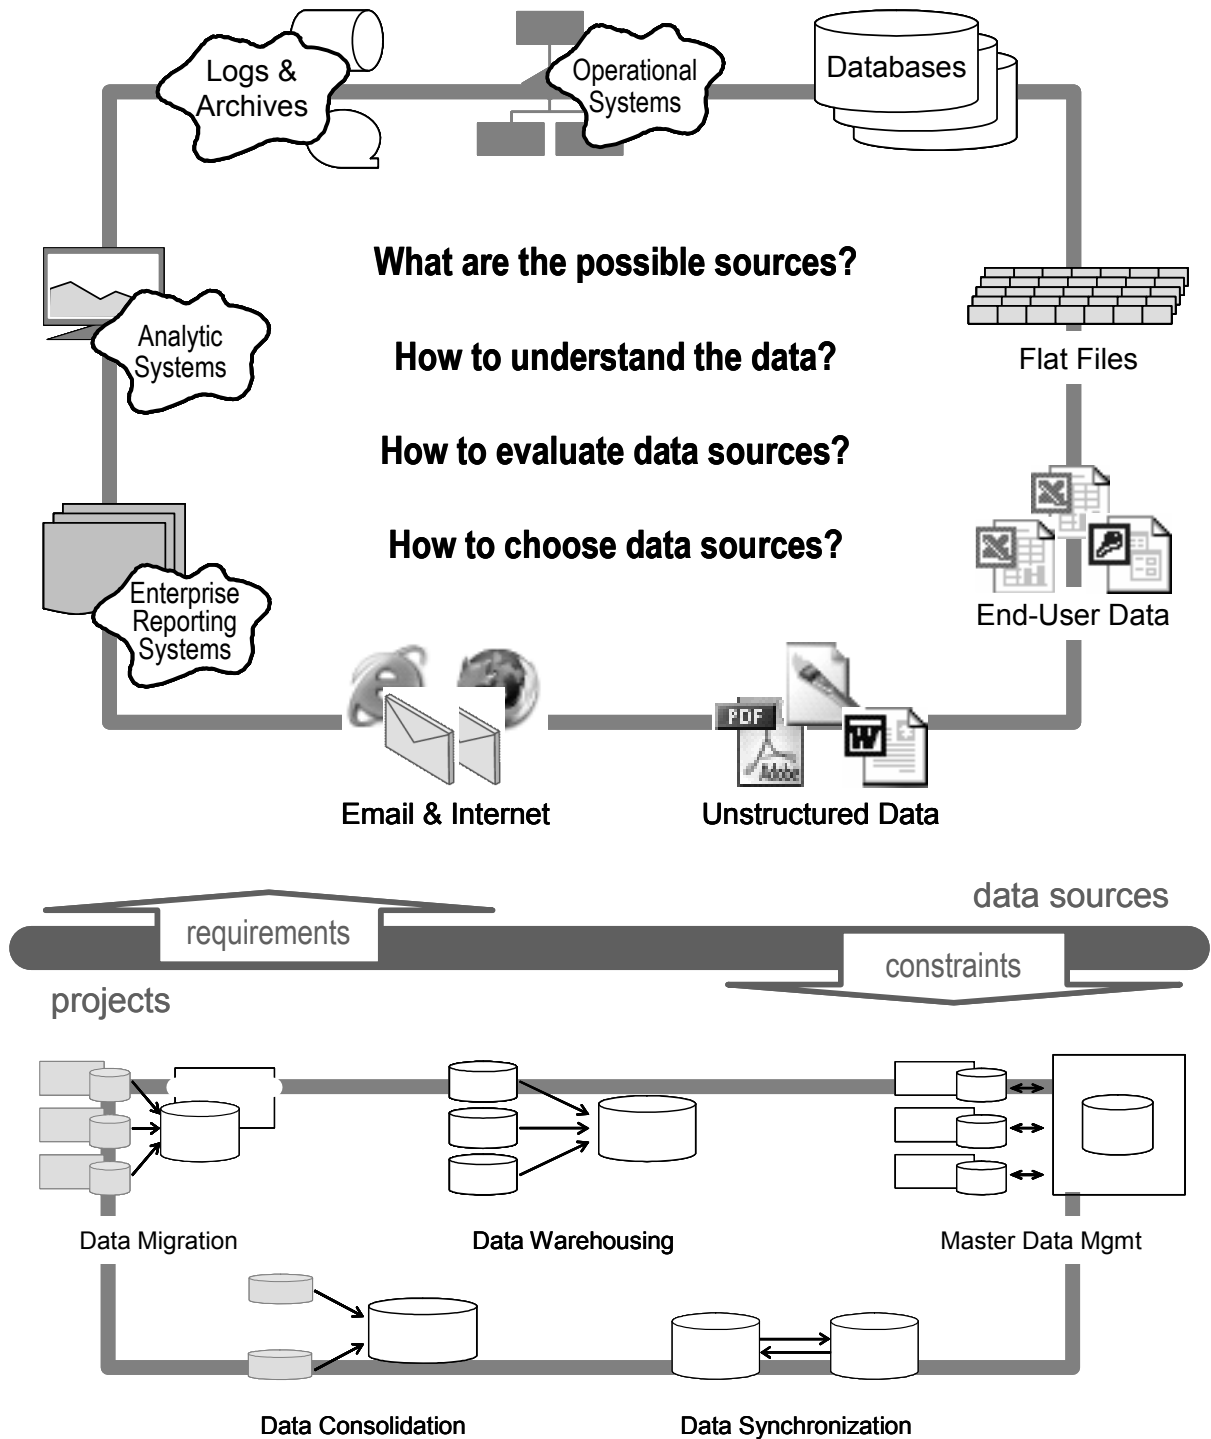 Logs &
Archives
Operational
Systems
Databases
What are the possible sources?
Analytic
Systems
How to understand the data?
Flat Files
How to evaluate data sources?
How to choose data sources?
Enterprise
Reporting
Systems
End-User Data
PDF
Adobe
W
Email & Internet
Unstructured Data
data sources
requirements
constraints
projects
Data Migration
Data Warehousing
Master Data Mgmt
Data Consolidation
Data Synchronization